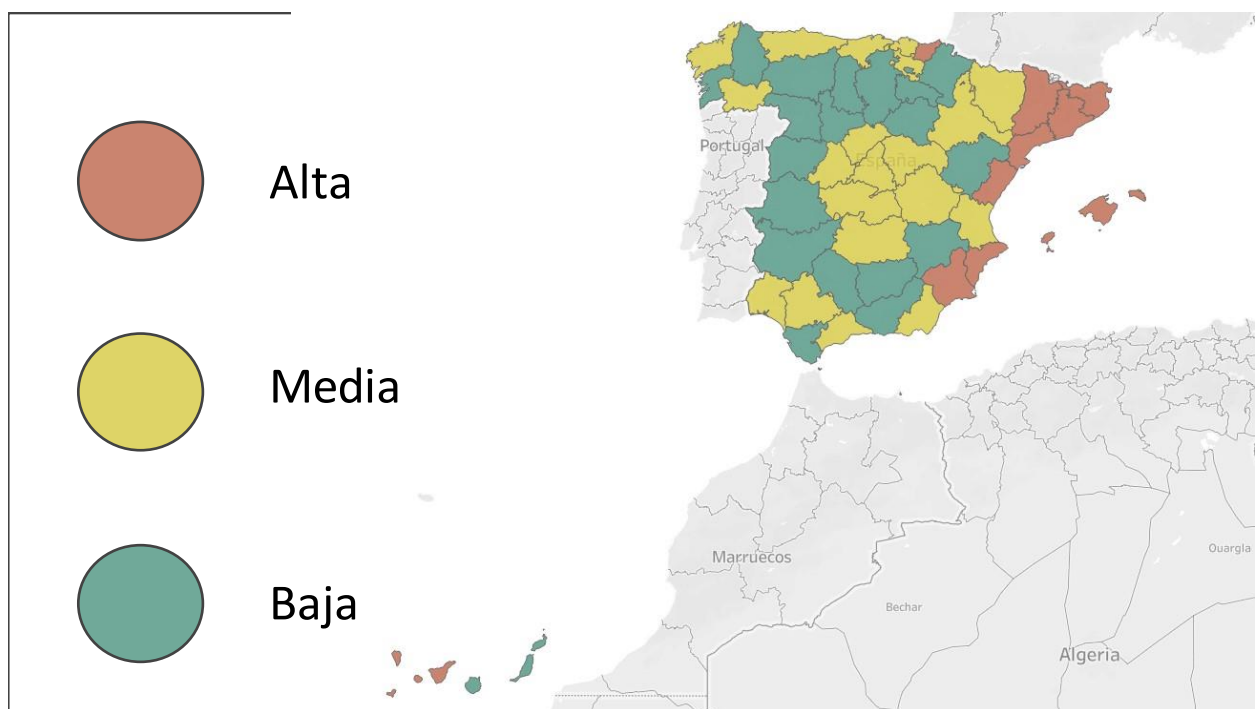 Alta
Media
Baja
Portugal
España
Marruecos
Bechar
Ouargla
Algeria